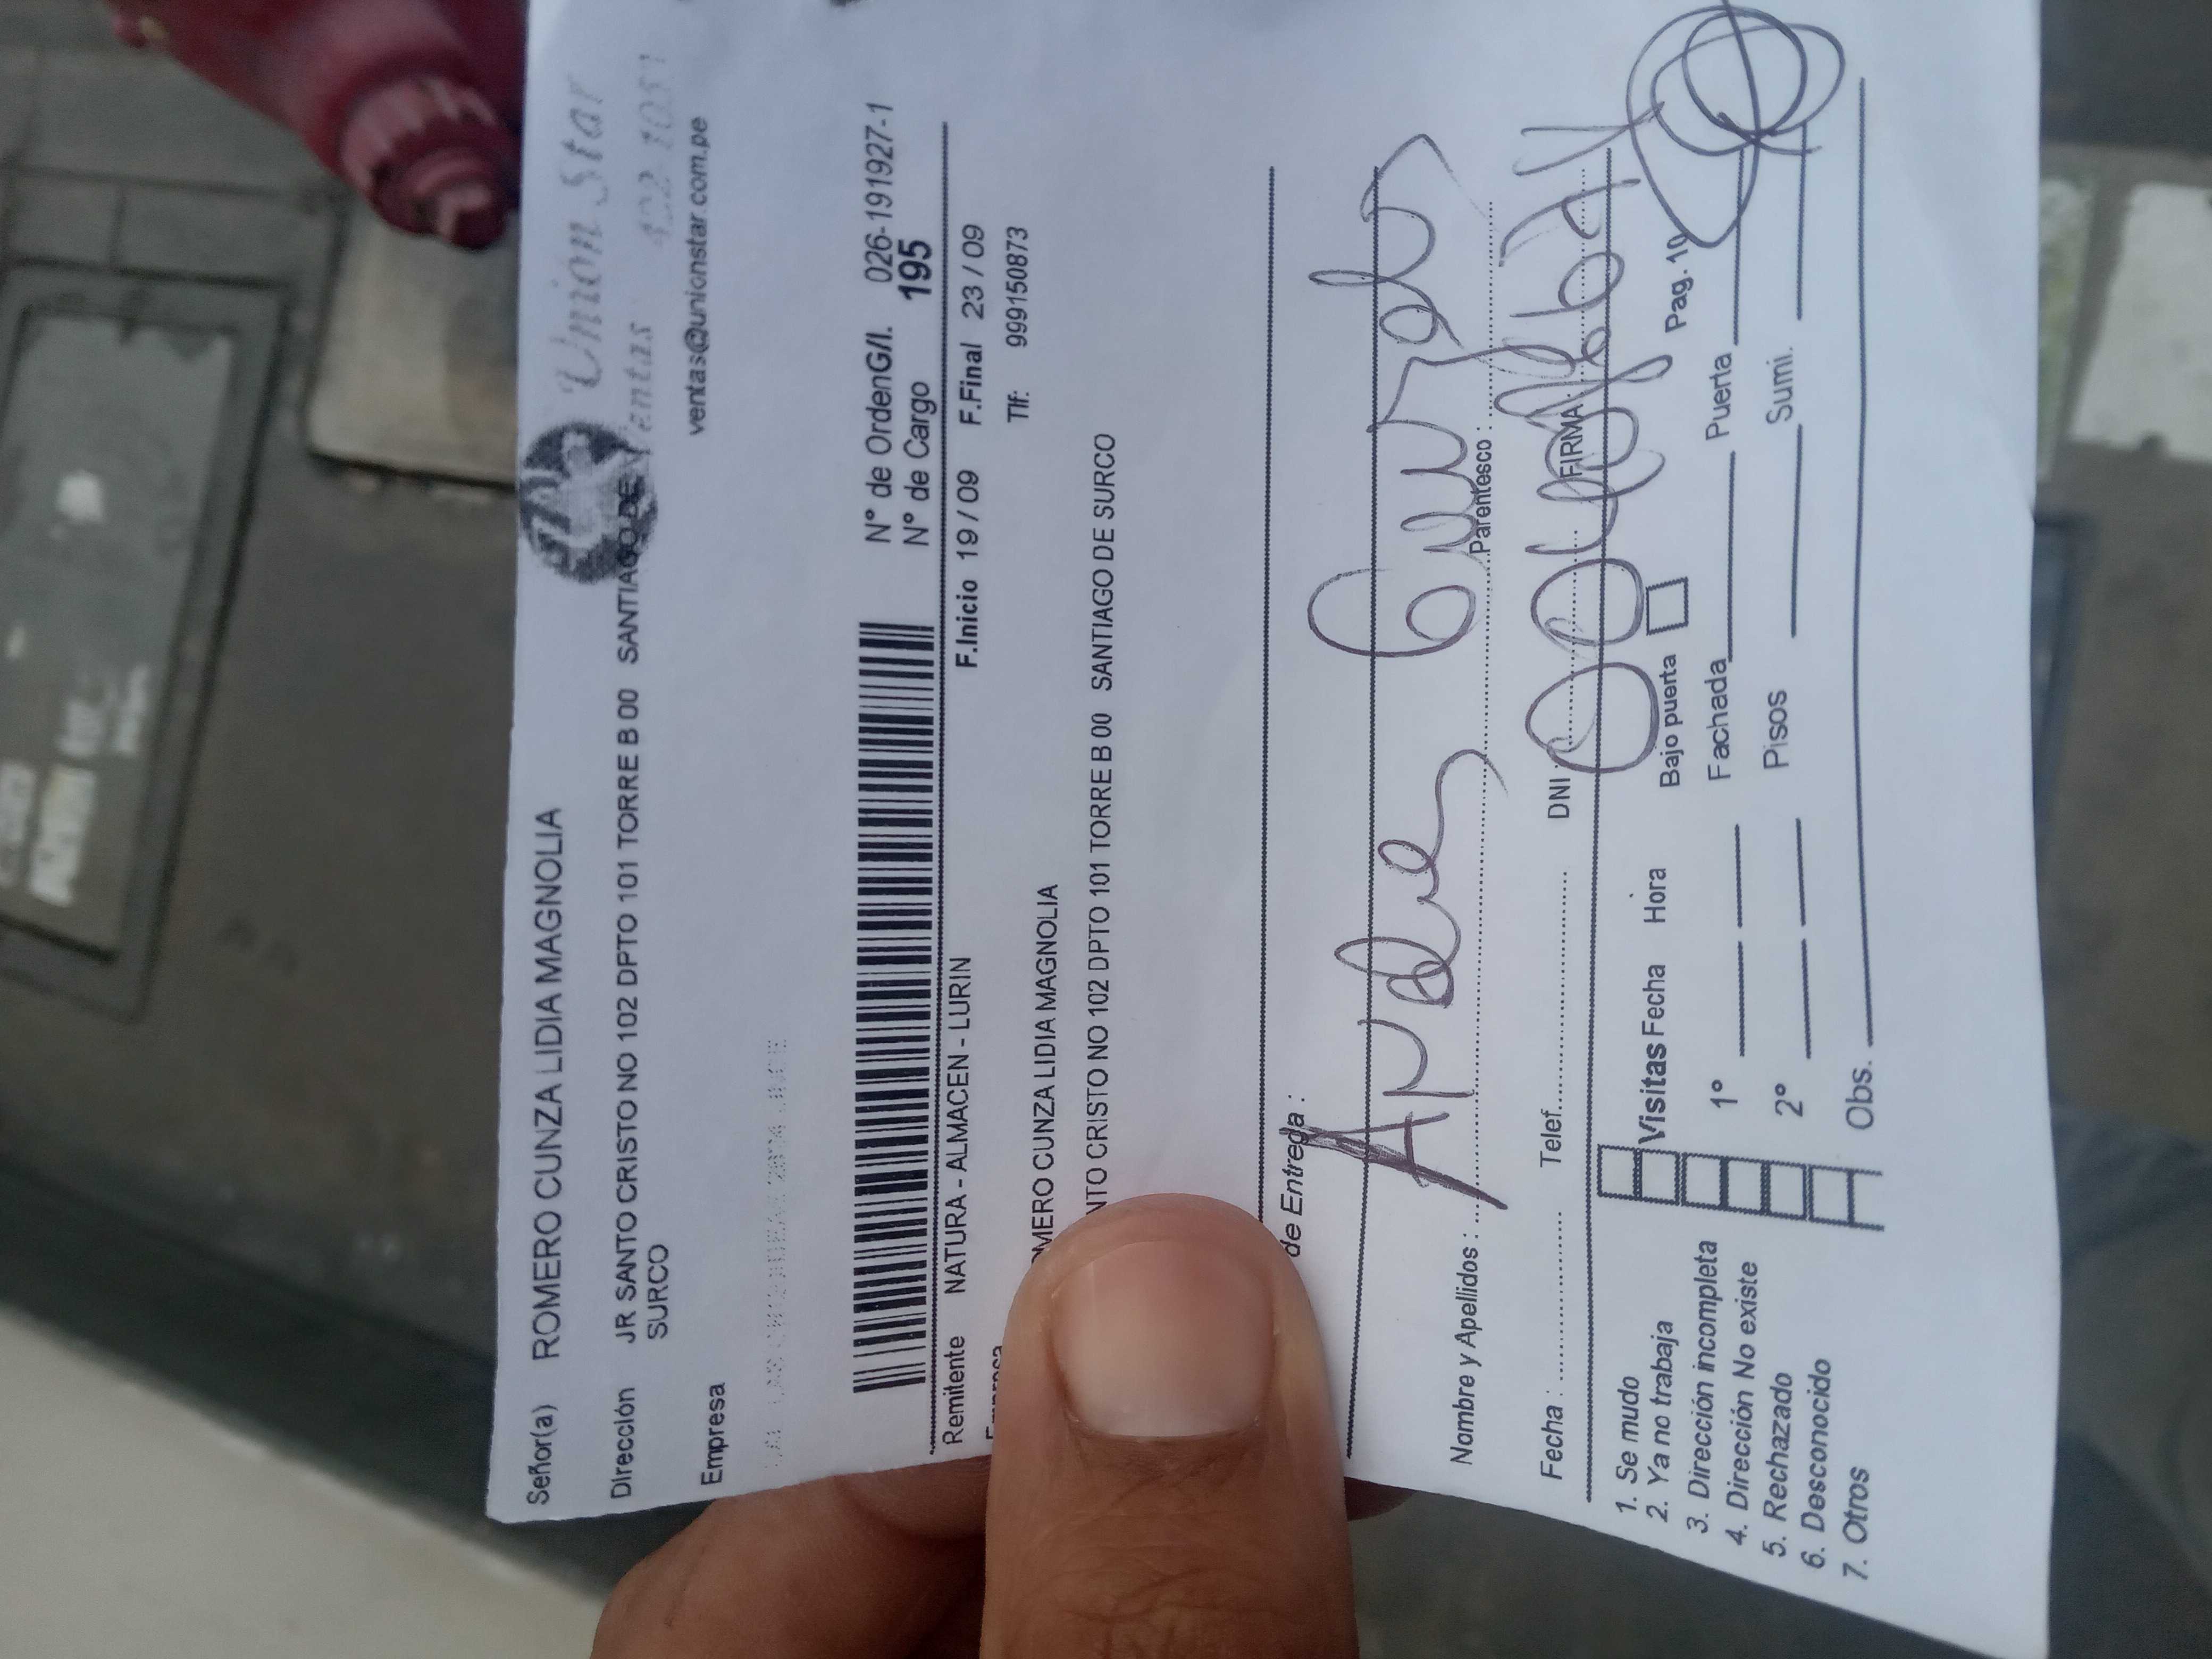 Señor(a) ROMERO CUNZA LIDIA MAGNOLIA
Union Star
Dirección JR SANTO CRISTO NO 102 DPTO 101 TORRE B 00 SANTIAGO DE
SURCO
Ventas 422-1051
Empresa
ventas@unionstar.com.pe
N° de OrdenG/I. 026-191927-1
N° de Cargo 195
Remitente NATURA - ALMACEN - LURIN
F.Inicio 19 / 09 F.Final 23 / 09
Empresa
Tlf: 999150873
OMERO CUNZA LIDIA MAGNOLIA
NTO CRISTO NO 102 DPTO 101 TORRE B 00 SANTIAGO DE SURCO
de Entrega :
Nombre y Apellidos :
Parentesco :
Fecha : Telef. DNI FIRMA
1. Se mudo
2. Ya no trabaja
3. Dirección incompleta
4. Dirección No existe
5. Rechazado
6. Desconocido
7. Otros
Visitas Fecha Hora Bajo puerta Pag. 10
1° Fachada Puerta
2° Pisos Sumi.
Obs.